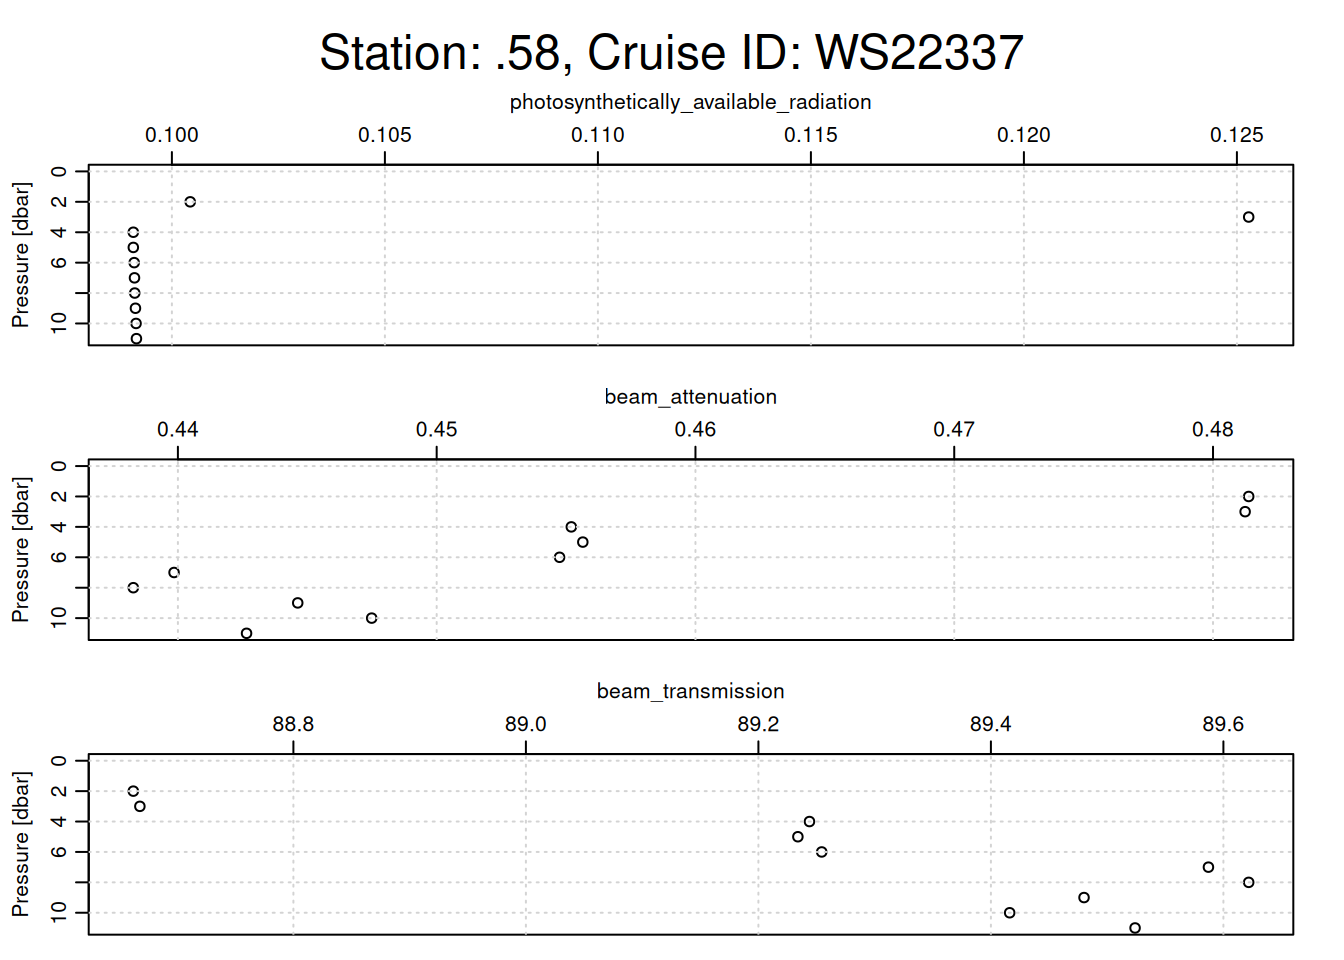 Station: .58, Cruise ID: WS22337
photosynthetically_available_radiation
0.100 0.105 0.110 0.115 0.120 0.125
Pressure [dbar]
0
2
4
6
10
beam_attenuation
0.44 0.45 0.46 0.47 0.48
Pressure [dbar]
0
2
4
6
10
beam_transmission
88.8 89.0 89.2 89.4 89.6
Pressure [dbar]
0
2
4
6
10